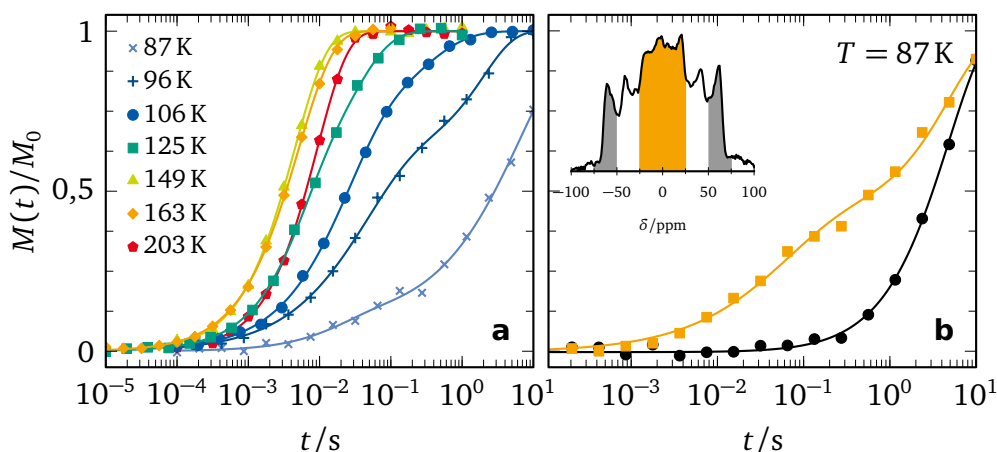 M(t)/M₀
1
0,5
0
87 K
96 K
106 K
125 K
149 K
163 K
203 K
a
10⁻⁵
10⁻⁴
10⁻³
10⁻²
10⁻¹
10⁰
10¹
t/s
T = 87 K
−100
−50
0
50
100
δ/ppm
b
10⁻³
10⁻²
10⁻¹
10⁰
10¹
t/s